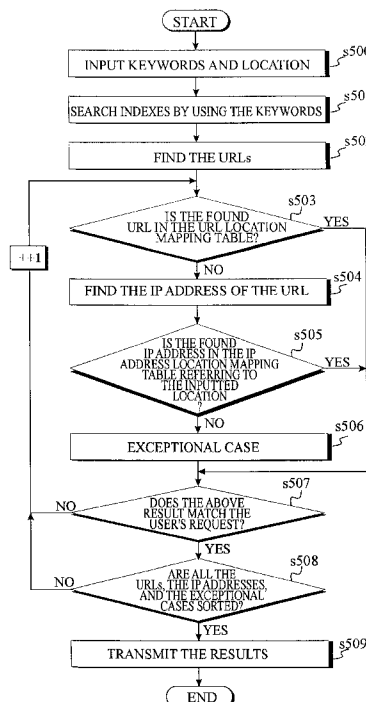 START
INPUT KEYWORDS AND LOCATION
s50
SEARCH INDEXES BY USING THE KEYWORDS
s50
FIND THE URLs
s50
IS THE FOUND
URL IN THE URL LOCATION
MAPPING TABLE?
s503
YES
NO
FIND THE IP ADDRESS OF THE URL
s504
IS THE FOUND
IP ADDRESS IN THE IP
ADDRESS LOCATION MAPPING
TABLE REFERRING TO
THE INPUTTED
LOCATION
?
s505
YES
NO
EXCEPTIONAL CASE
s506
DOES THE ABOVE
RESULT MATCH THE
USER'S REQUEST?
s507
NO
YES
ARE ALL THE
URLs, THE IP ADDRESSES,
AND THE EXCEPTIONAL
CASES SORTED?
s508
NO
YES
TRANSMIT THE RESULTS
s509
END